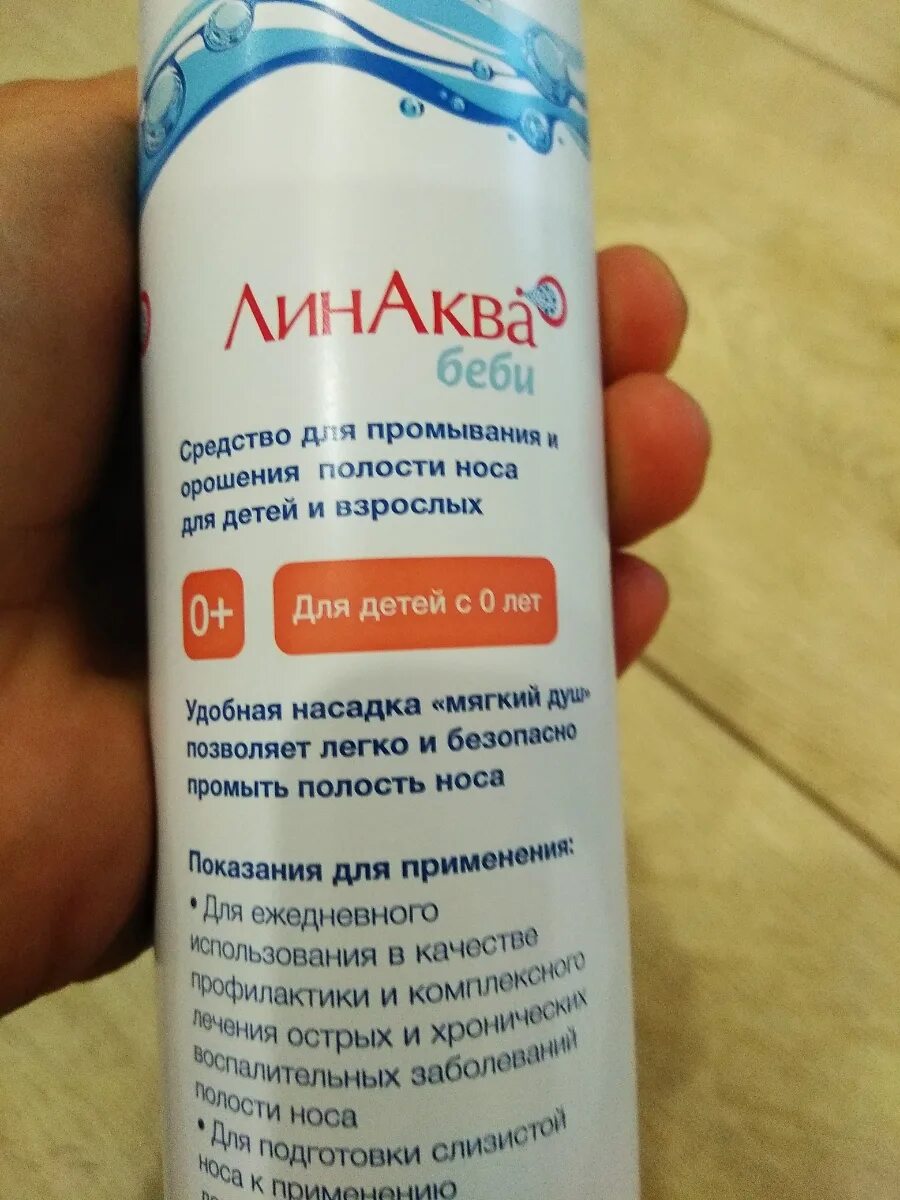 ЛинАква
беби
Средство для промывания и
орошения полости носа
для детей и взрослых
0+
Для детей с 0 лет
Удобная насадка «мягкий душ»
позволяет легко и безопасно
промыть полость носа
Показания для применения:
• Для ежедневного
использования в качестве
профилактики и комплексного
лечения острых и хронических
воспалительных заболеваний
полости носа
• Для подготовки слизистой
носа к применению